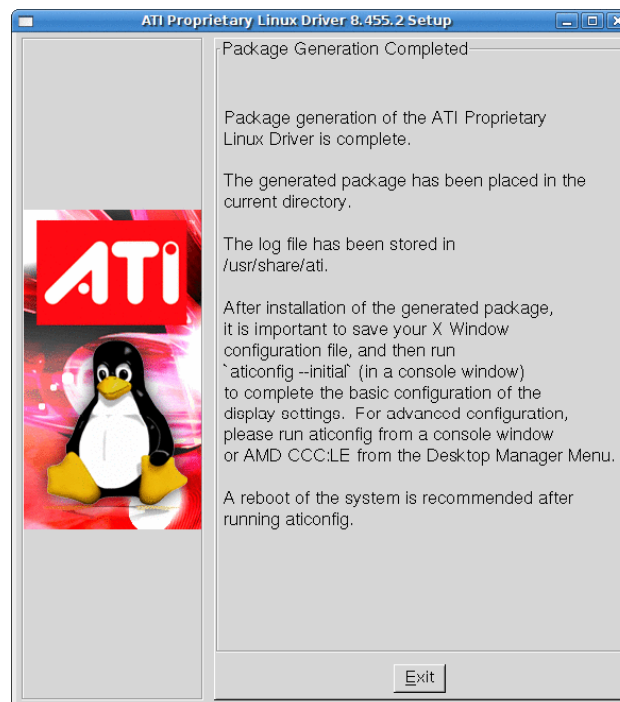 ATI Proprietary Linux Driver 8.455.2 Setup
Package Generation Completed
Package generation of the ATI Proprietary
Linux Driver is complete.
The generated package has been placed in the
current directory.
The log file has been stored in
/usr/share/ati.
After installation of the generated package,
it is important to save your X Window
configuration file, and then run
`aticonfig --initial` (in a console window)
to complete the basic configuration of the
display settings. For advanced configuration,
please run aticonfig from a console window
or AMD CCC:LE from the Desktop Manager Menu.
A reboot of the system is recommended after
running aticonfig.
ATI
Exit